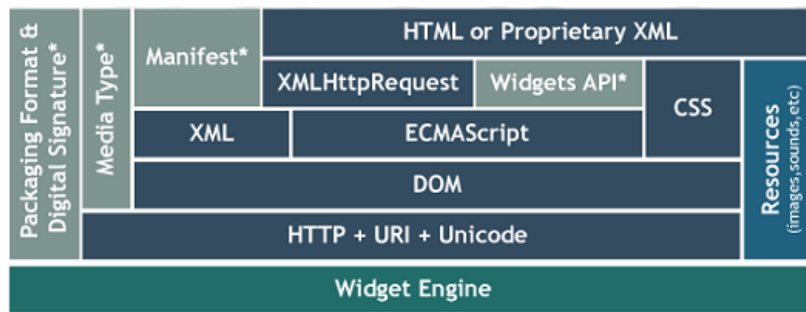 Packaging Format &
Digital Signature*
Media Type*
Manifest*
HTML or Proprietary XML
XMLHttpRequest
Widgets API*
CSS
Resources
(images,sounds,etc)
XML
ECMAScript
DOM
HTTP + URI + Unicode
Widget Engine